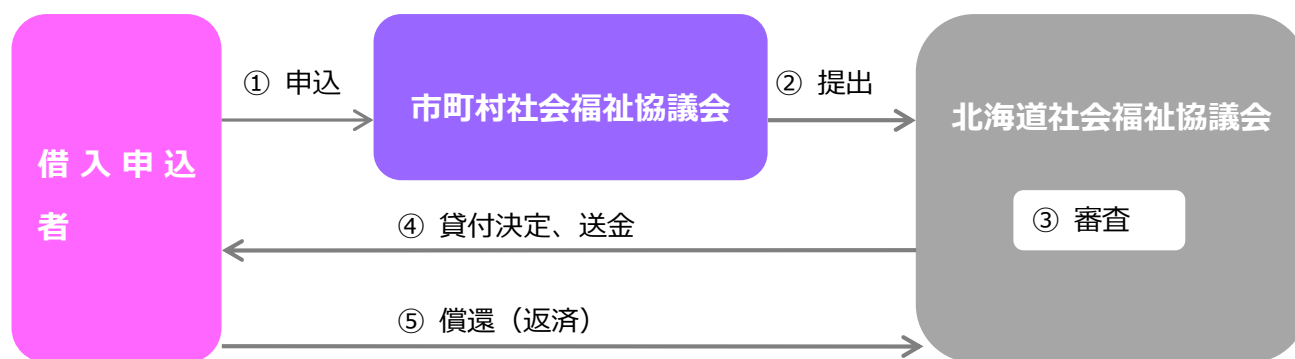 ① 申込
② 提出
市町村社会福祉協議会
北海道社会福祉協議会
借入申込
者
③ 審査
④ 貸付決定、送金
⑤ 償還（返済）